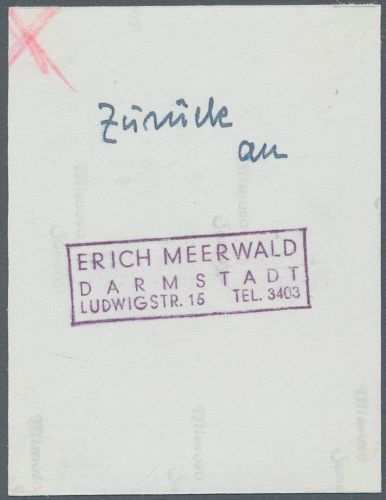 Zurück
an
ERICH MEERWALD
DARMSTADT
LUDWIGSTR. 15 TEL. 3403